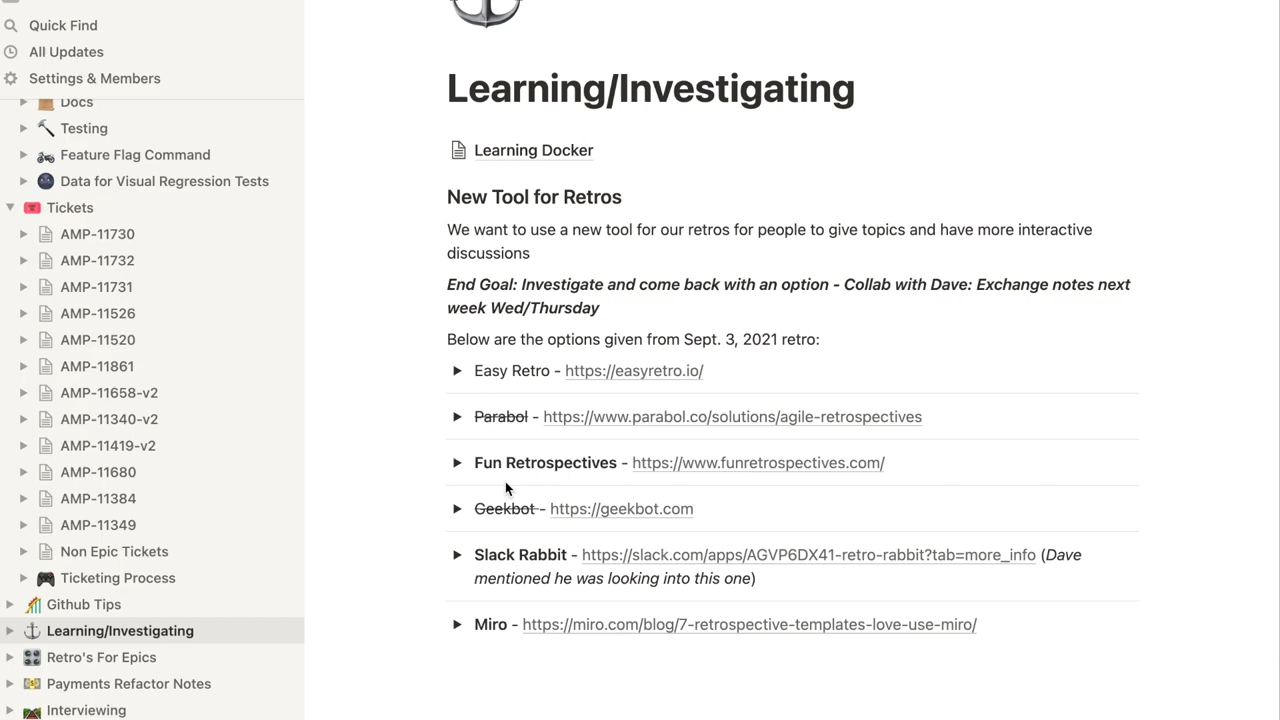 Quick Find
All Updates
Settings & Members
Docs
Testing
Feature Flag Command
Data for Visual Regression Tests
Tickets
AMP-11730
AMP-11732
AMP-11731
AMP-11526
AMP-11520
AMP-11861
AMP-11658-v2
AMP-11340-v2
AMP-11419-v2
AMP-11680
AMP-11384
AMP-11349
Non Epic Tickets
Ticketing Process
Github Tips
Learning/Investigating
Retro's For Epics
Payments Refactor Notes
Interviewing
Learning/Investigating
Learning Docker
New Tool for Retros
We want to use a new tool for our retros for people to give topics and have more interactive
discussions
End Goal: Investigate and come back with an option - Collab with Dave: Exchange notes next
week Wed/Thursday
Below are the options given from Sept. 3, 2021 retro:
Easy Retro - https://easyretro.io/
Parabol - https://www.parabol.co/solutions/agile-retrospectives
Fun Retrospectives - https://www.funretrospectives.com/
Geekbot - https://geekbot.com
Slack Rabbit - https://slack.com/apps/AGVP6DX41-retro-rabbit?tab=more_info (Dave
mentioned he was looking into this one)
Miro - https://miro.com/blog/7-retrospective-templates-love-use-miro/